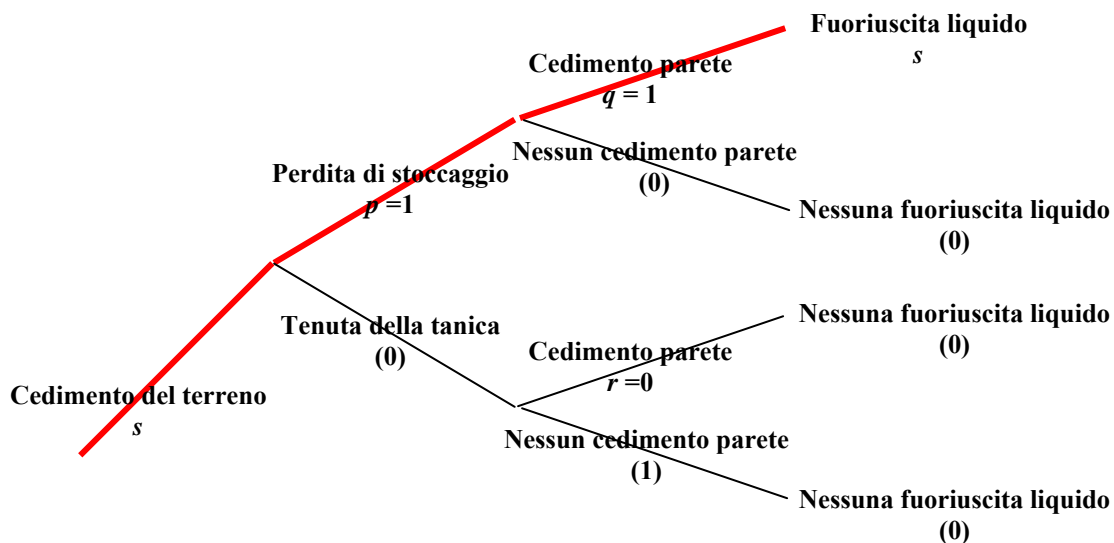 Fuoriuscita liquido
s
Cedimento parete
q = 1
Nessun cedimento parete
(0)
Perdita di stoccaggio
p =1
Nessuna fuoriuscita liquido
(0)
Nessuna fuoriuscita liquido
Tenuta della tanica
(0)
Cedimento parete
r =0
Cedimento del terreno
s
Nessun cedimento parete
(1)
Nessuna fuoriuscita liquido
(0)